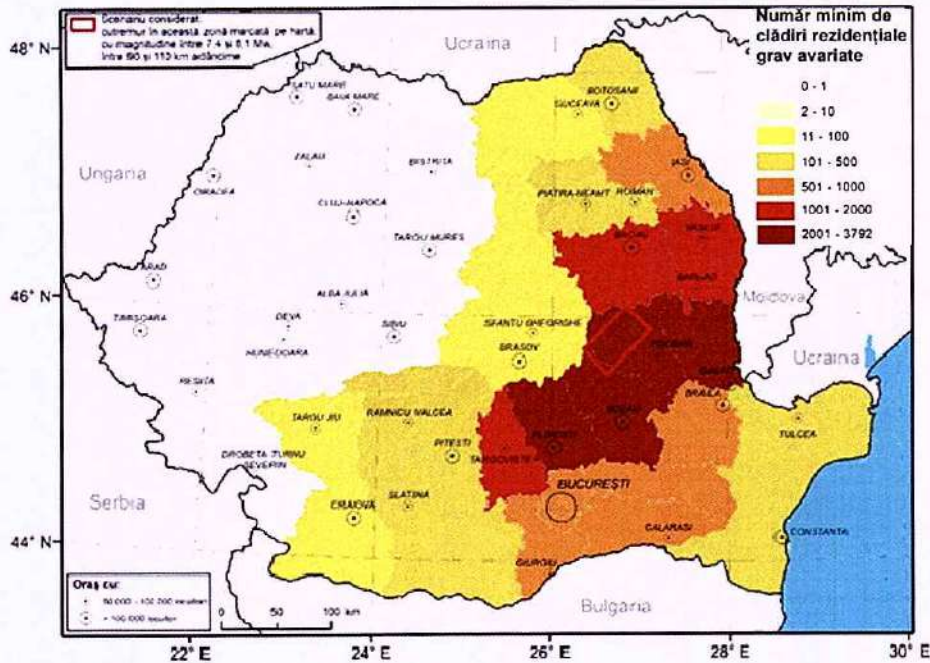 Scenariu considerat:
cutremur în această zonă marcată pe hartă,
cu magnitudine între 7,4 și 8,1 Mw,
între 90 și 110 km adâncime
Număr minim de
clădiri rezidențiale
grav avariate
0 - 1
2 - 10
11 - 100
101 - 500
501 - 1000
1001 - 2000
2001 - 3792
48° N
46° N
44° N
Ucraina
Ungaria
Moldova
Ucraina
Serbia
Bulgaria
SATU MARE
BAIA MARE
SUCEAVA
BOTOSANI
ZALAU
BISTRITA
ORADEA
PIATRA-NEAMT
ROMAN
IASI
CLUJ-NAPOCA
TARGU MURES
BACAU
VASLUI
ARAD
ALBA JULIA
BARLAD
TIMISOARA
DEVA
SIBIU
SFANTU GHEORGHE
HUNEDOARA
BRASOV
FOCSANI
RESITA
GALATI
BRAILA
TARGU JIU
RAMNICU VALCEA
BUZAU
TULCEA
DROBETA-TURNU
SEVERIN
PITESTI
TARGOVISTE
PLOIESTI
BUCUREȘTI
CRAIOVA
SLATINA
CALARASI
CONSTANTA
GIURGIU
Oraș cu:
50 000 - 100 000 locuitori
> 100 000 locuitori
0 50 100 km
22° E
24° E
26° E
28° E
30° E